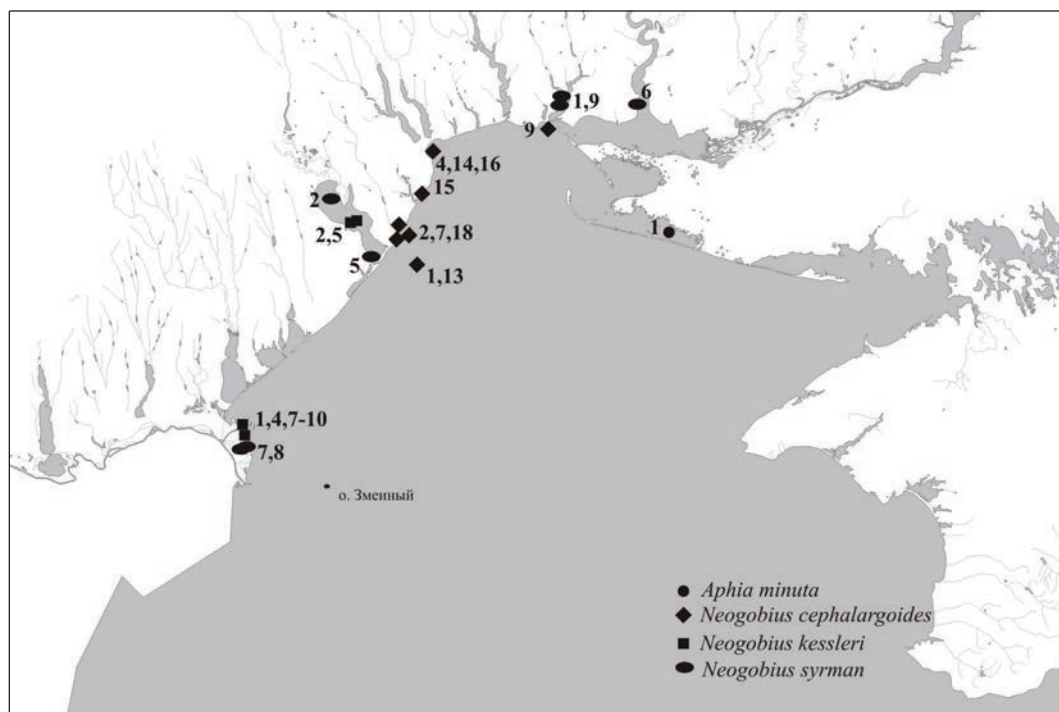 6
1,9
9
4,14,16
15
2
2,5
2,7,18
1
5
1,13
1,4,7-10
7,8
о. Змеиный
Aphia minuta
Neogobius cephalargoides
Neogobius kessleri
Neogobius syrman